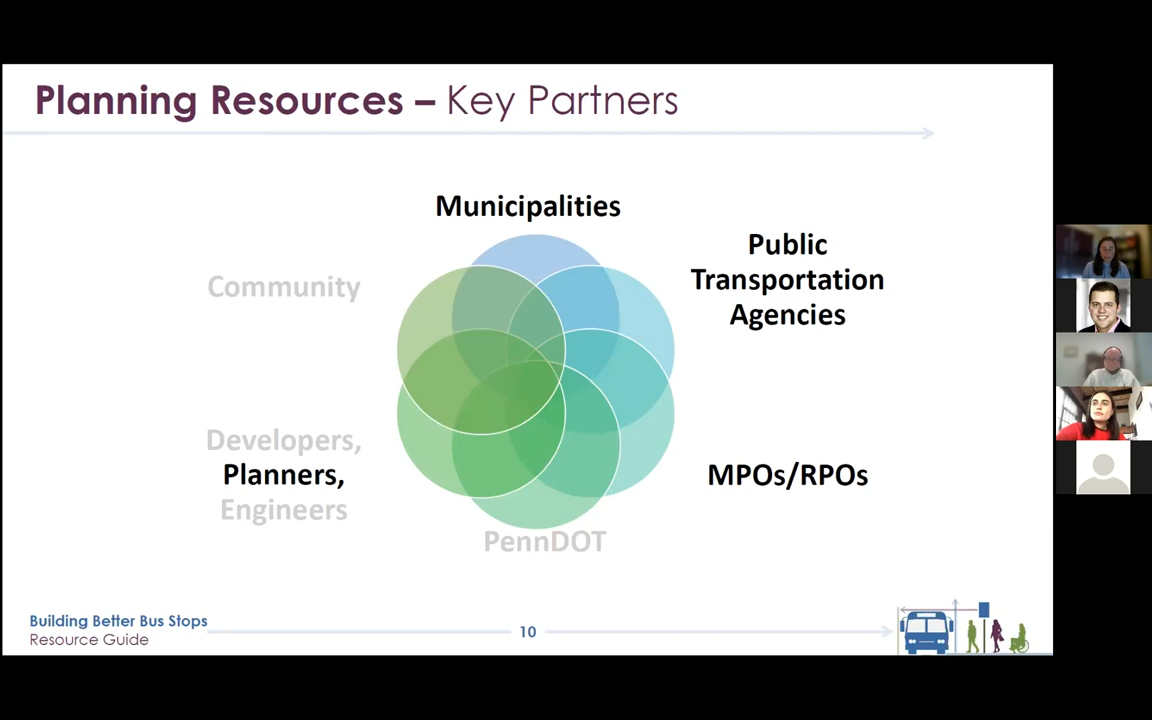 Planning Resources – Key Partners
Municipalities
Public
Transportation
Agencies
Community
Developers,
Planners,
Engineers
MPOs/RPOs
PennDOT
Building Better Bus Stops
Resource Guide
10